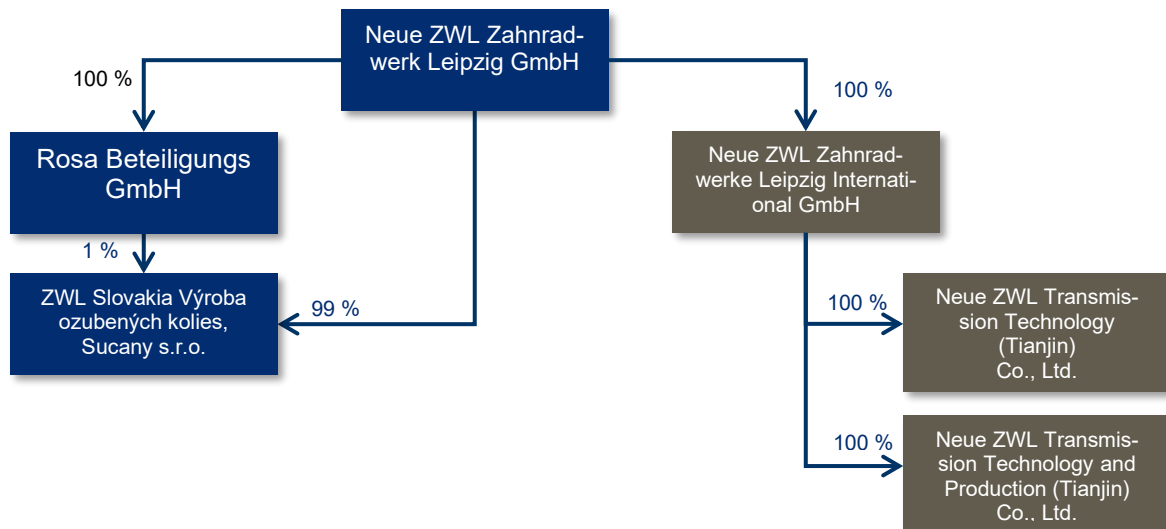 Neue ZWL Zahnrad-
werk Leipzig GmbH
100 %
100 %
Rosa Beteiligungs
GmbH
Neue ZWL Zahnrad-
werke Leipzig Internati-
onal GmbH
1 %
ZWL Slovakia Výroba
ozubených kolies,
Sucany s.r.o.
99 %
100 %
Neue ZWL Transmis-
sion Technology
(Tianjin)
Co., Ltd.
100 %
Neue ZWL Transmis-
sion Technology and
Production (Tianjin)
Co., Ltd.